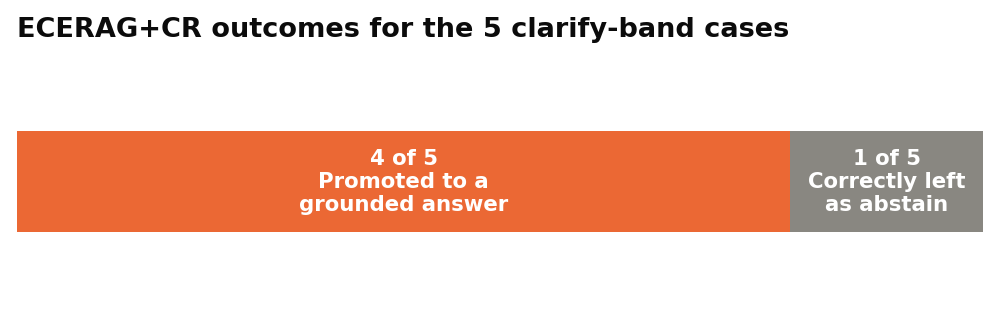 ECERAG+CR outcomes for the 5 clarify-band cases
4 of 5
Promoted to a
grounded answer
1 of 5
Correctly left
as abstain